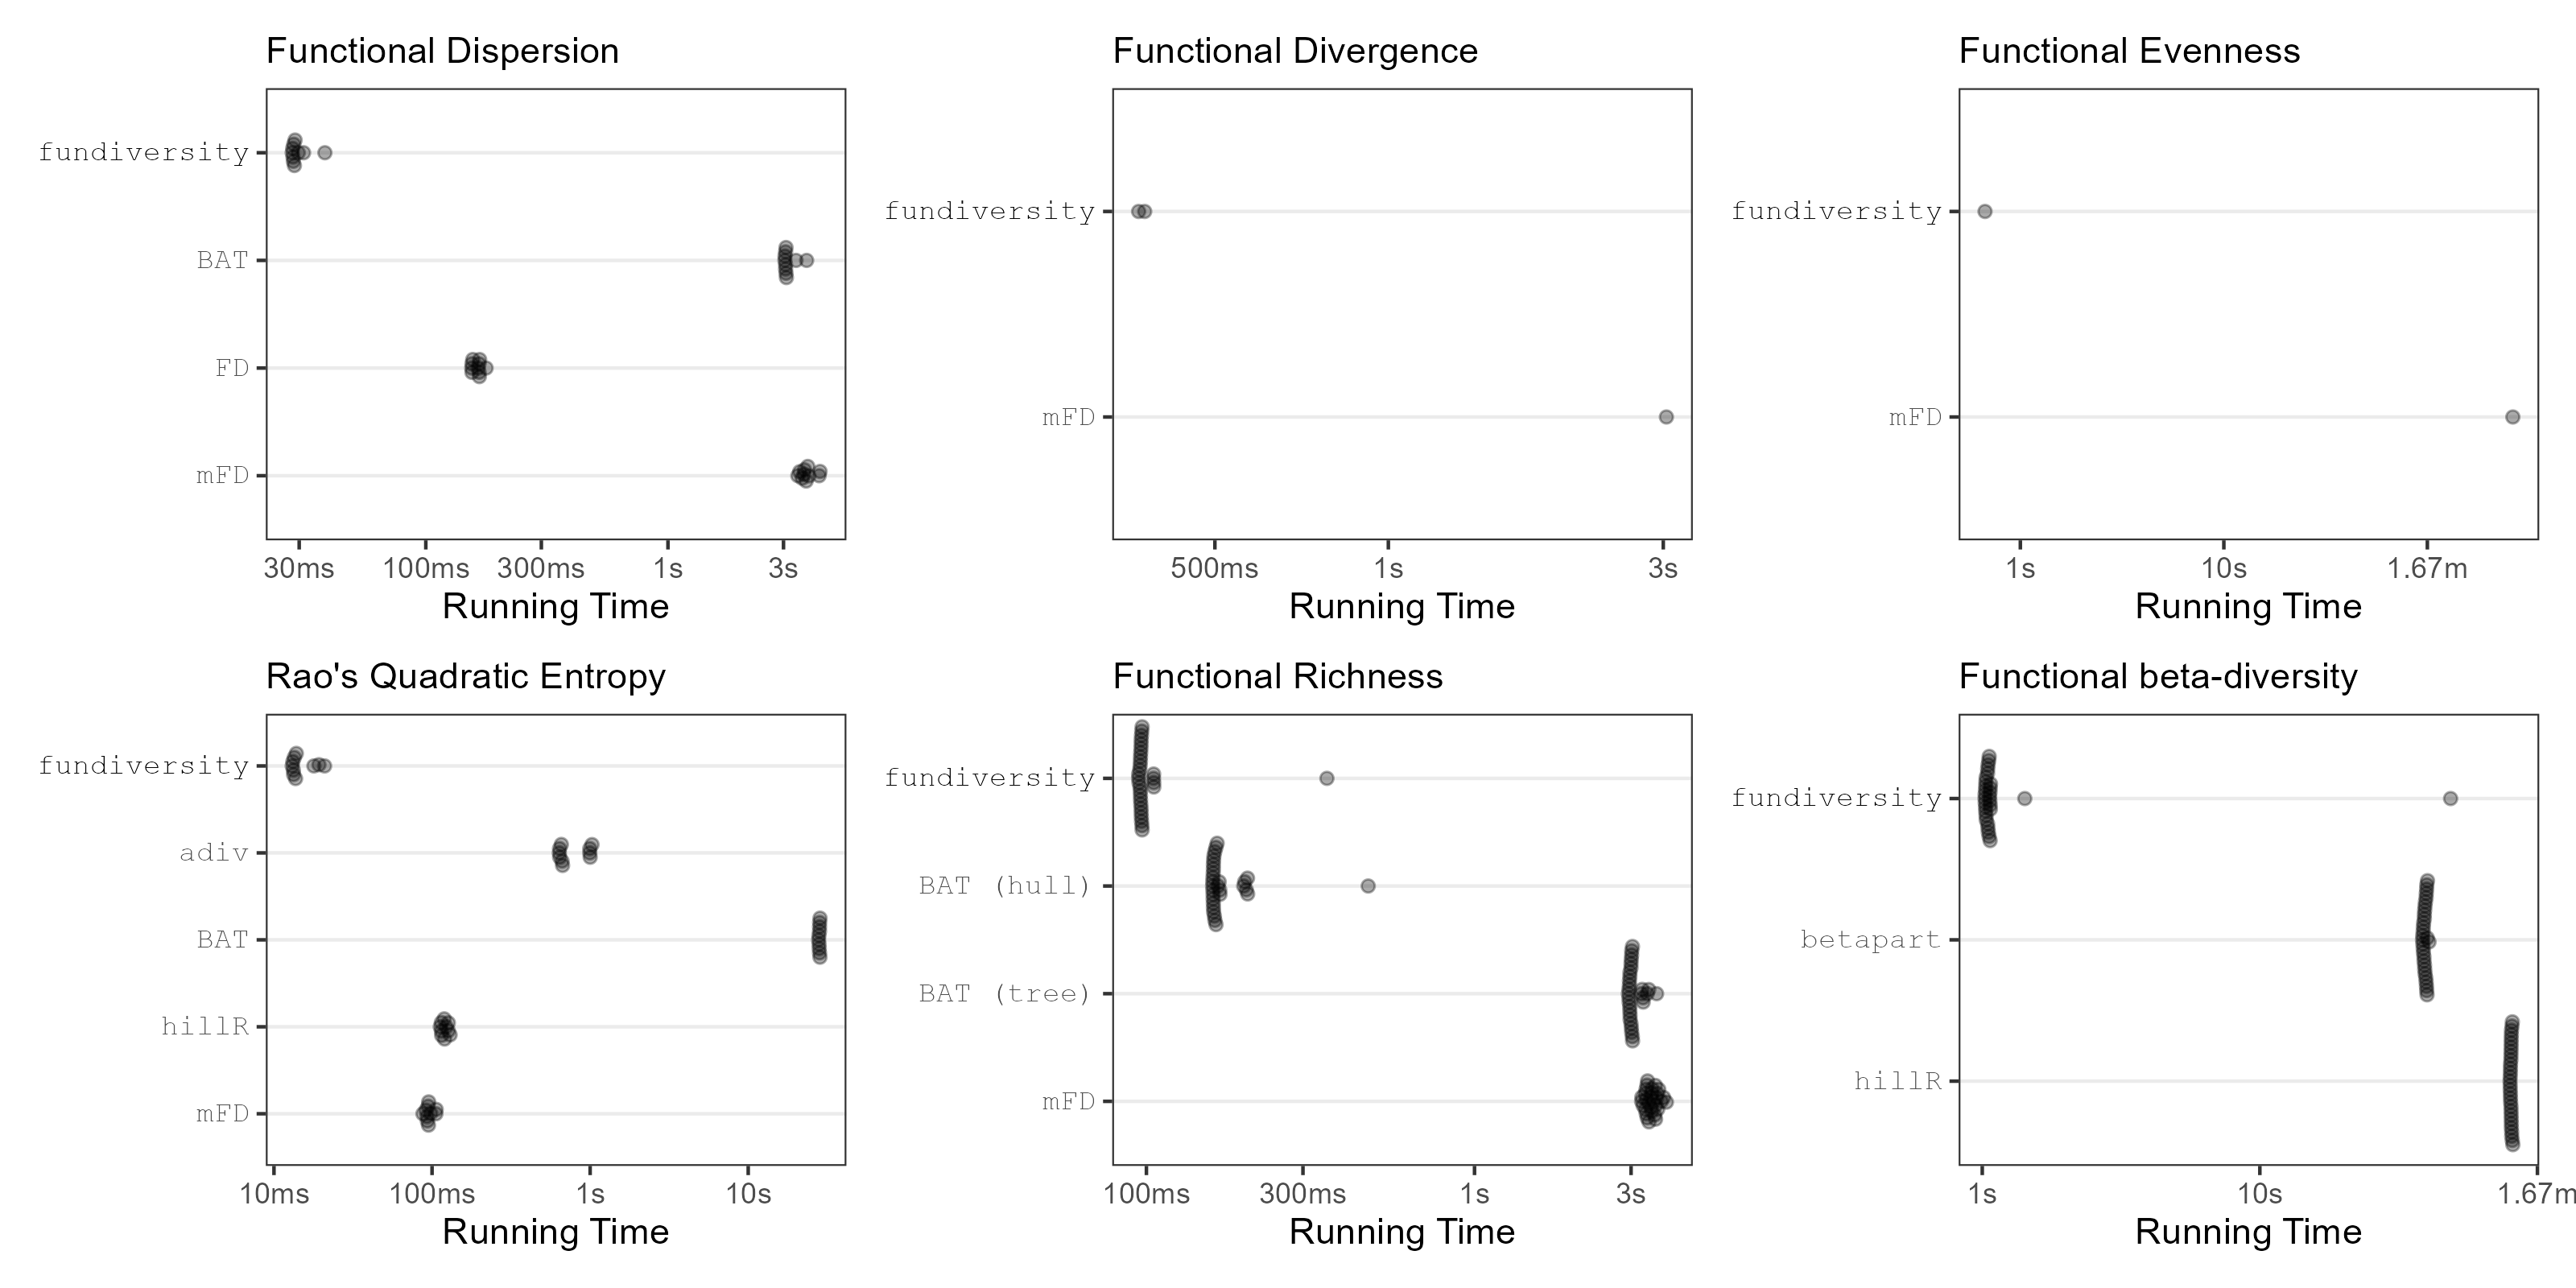 Functional Dispersion
fundiversity
BAT
FD
mFD
30ms 100ms 300ms 1s 3s
Running Time
Functional Divergence
fundiversity
mFD
500ms 1s 3s
Running Time
Functional Evenness
fundiversity
mFD
1s 10s 1.67m
Running Time
Rao's Quadratic Entropy
fundiversity
adiv
BAT
hillR
mFD
10ms 100ms 1s 10s
Running Time
Functional Richness
fundiversity
BAT (hull)
BAT (tree)
mFD
100ms 300ms 1s 3s
Running Time
Functional beta-diversity
fundiversity
betapart
hillR
1s 10s 1.67m
Running Time